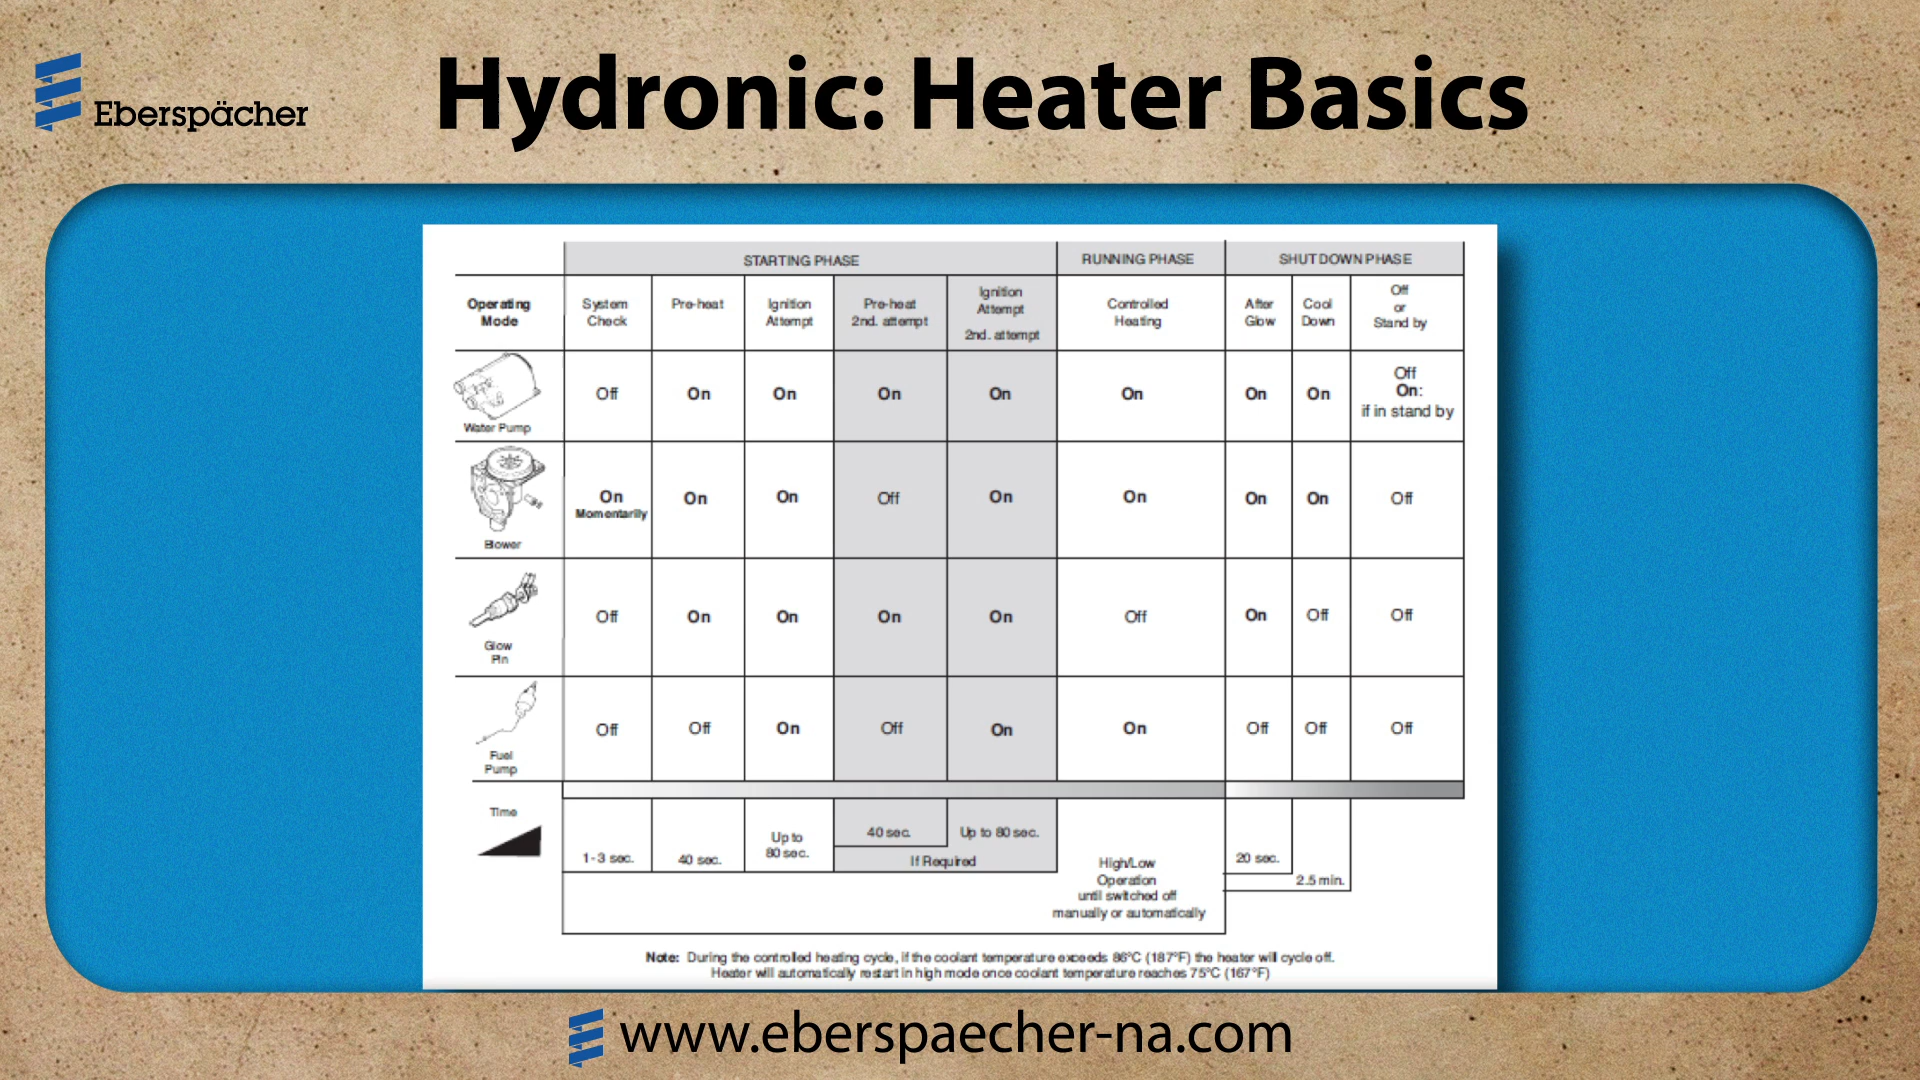 Eberspächer
Hydronic: Heater Basics
STARTING PHASE
RUNNING PHASE
SHUTDOWN PHASE
Operating
Mode
System
Check
Pre-heat
Ignition
Attempt
Pre-heat
2nd. attempt
Ignition
Attempt
2nd. attempt
Controlled
Heating
After
Glow
Cool
Down
Off
or
Stand by
Water Pump
Off
On
On
On
On
On
On
On
Off
On:
if in stand by
Blower
On
Momentarily
On
On
Off
On
On
On
On
Off
Glow
Pin
Off
On
On
On
On
Off
On
Off
Off
Fuel
Pump
Off
Off
On
Off
On
On
Off
Off
Off
Time
1-3 sec.
40 sec.
Up to
80 sec.
40 sec.
Up to 80 sec.
If Required
High/Low
Operation
until switched off
manually or automatically
20 sec.
2.5 min.
Note: During the controlled heating cycle, if the coolant temperature exceeds 86°C (187°F) the heater will cycle off.
Heater will automatically restart in high mode once coolant temperature reaches 75°C (167°F)
www.eberspaecher-na.com